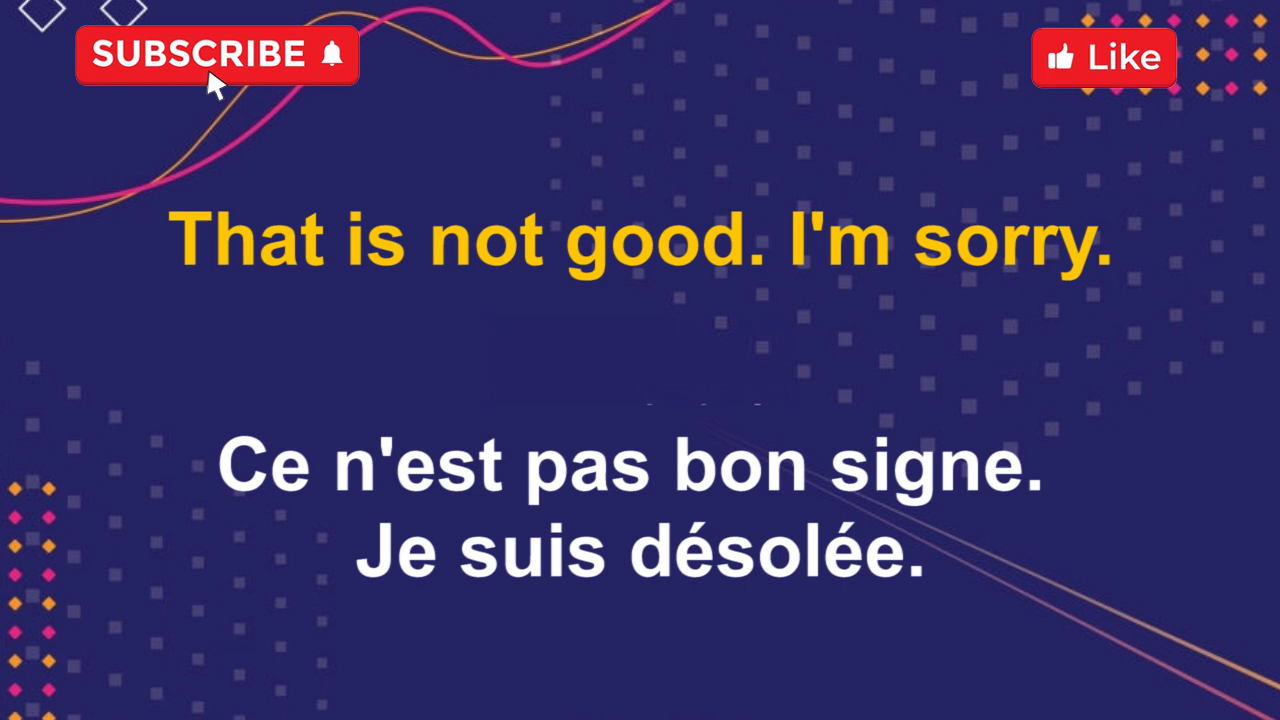 SUBSCRIBE
Like
That is not good. I'm sorry.
Ce n'est pas bon signe.
Je suis désolée.